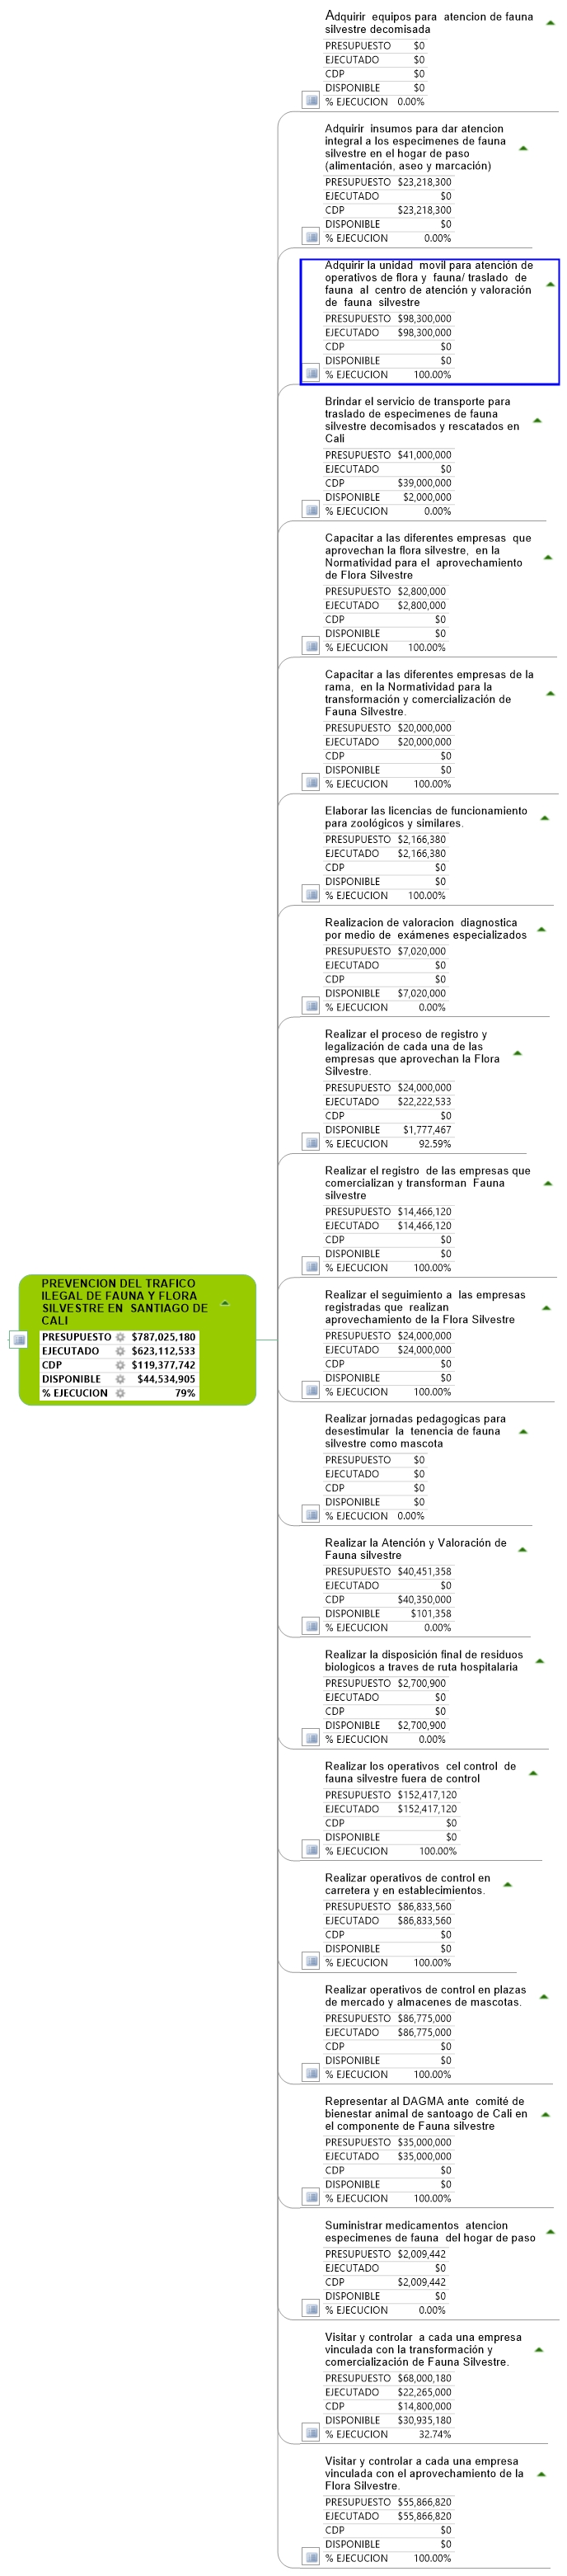 Adquirir equipos para atencion de fauna
silvestre decomisada
PRESUPUESTO $0
EJECUTADO $0
CDP $0
DISPONIBLE $0
% EJECUCION 0.00%
Adquirir insumos para dar atencion
integral a los especimenes de fauna
silvestre en el hogar de paso
(alimentación, aseo y marcación)
PRESUPUESTO $23,218,300
EJECUTADO $0
CDP $23,218,300
DISPONIBLE $0
% EJECUCION 0.00%
Adquirir la unidad movil para atención de
operativos de flora y fauna/ traslado de
fauna al centro de atención y valoración
de fauna silvestre
PRESUPUESTO $98,300,000
EJECUTADO $98,300,000
CDP $0
DISPONIBLE $0
% EJECUCION 100.00%
Brindar el servicio de transporte para
traslado de especimenes de fauna
silvestre decomisados y rescatados en
Cali
PRESUPUESTO $41,000,000
EJECUTADO $0
CDP $39,000,000
DISPONIBLE $2,000,000
% EJECUCION 0.00%
Capacitar a las diferentes empresas que
aprovechan la flora silvestre, en la
Normatividad para el aprovechamiento
de Flora Silvestre
PRESUPUESTO $2,800,000
EJECUTADO $2,800,000
CDP $0
DISPONIBLE $0
% EJECUCION 100.00%
Capacitar a las diferentes empresas de la
rama, en la Normatividad para la
transformación y comercialización de
Fauna Silvestre.
PRESUPUESTO $20,000,000
EJECUTADO $20,000,000
CDP $0
DISPONIBLE $0
% EJECUCION 100.00%
Elaborar las licencias de funcionamiento
para zoológicos y similares.
PRESUPUESTO $2,166,380
EJECUTADO $2,166,380
CDP $0
DISPONIBLE $0
% EJECUCION 100.00%
Realizacion de valoracion diagnostica
por medio de exámenes especializados
PRESUPUESTO $7,020,000
EJECUTADO $0
CDP $0
DISPONIBLE $7,020,000
% EJECUCION 0.00%
Realizar el proceso de registro y
legalización de cada una de las
empresas que aprovechan la Flora
Silvestre.
PRESUPUESTO $24,000,000
EJECUTADO $22,222,533
CDP $0
DISPONIBLE $1,777,467
% EJECUCION 92.59%
Realizar el registro de las empresas que
comercializan y transforman Fauna
silvestre
PRESUPUESTO $14,466,120
EJECUTADO $14,466,120
CDP $0
DISPONIBLE $0
% EJECUCION 100.00%
PREVENCION DEL TRAFICO
ILEGAL DE FAUNA Y FLORA
SILVESTRE EN SANTIAGO DE
CALI
PRESUPUESTO $787,025,180
EJECUTADO $623,112,533
CDP $119,377,742
DISPONIBLE $44,534,905
% EJECUCION 79%
Realizar el seguimiento a las empresas
registradas que realizan
aprovechamiento de la Flora Silvestre
PRESUPUESTO $24,000,000
EJECUTADO $24,000,000
CDP $0
DISPONIBLE $0
% EJECUCION 100.00%
Realizar jornadas pedagogicas para
desestimular la tenencia de fauna
silvestre como mascota
PRESUPUESTO $0
EJECUTADO $0
CDP $0
DISPONIBLE $0
% EJECUCION 0.00%
Realizar la Atención y Valoración de
Fauna silvestre
PRESUPUESTO $40,451,358
EJECUTADO $0
CDP $40,350,000
DISPONIBLE $101,358
% EJECUCION 0.00%
Realizar la disposición final de residuos
biologicos a traves de ruta hospitalaria
PRESUPUESTO $2,700,900
EJECUTADO $0
CDP $0
DISPONIBLE $2,700,900
% EJECUCION 0.00%
Realizar los operativos cel control de
fauna silvestre fuera de control
PRESUPUESTO $152,417,120
EJECUTADO $152,417,120
CDP $0
DISPONIBLE $0
% EJECUCION 100.00%
Realizar operativos de control en
carretera y en establecimientos.
PRESUPUESTO $86,833,560
EJECUTADO $86,833,560
CDP $0
DISPONIBLE $0
% EJECUCION 100.00%
Realizar operativos de control en plazas
de mercado y almacenes de mascotas.
PRESUPUESTO $86,775,000
EJECUTADO $86,775,000
CDP $0
DISPONIBLE $0
% EJECUCION 100.00%
Representar al DAGMA ante comité de
bienestar animal de santoago de Cali en
el componente de Fauna silvestre
PRESUPUESTO $35,000,000
EJECUTADO $35,000,000
CDP $0
DISPONIBLE $0
% EJECUCION 100.00%
Suministrar medicamentos atencion
especimenes de fauna del hogar de paso
PRESUPUESTO $2,009,442
EJECUTADO $0
CDP $2,009,442
DISPONIBLE $0
% EJECUCION 0.00%
Visitar y controlar a cada una empresa
vinculada con la transformación y
comercialización de Fauna Silvestre.
PRESUPUESTO $68,000,180
EJECUTADO $22,265,000
CDP $14,800,000
DISPONIBLE $30,935,180
% EJECUCION 32.74%
Visitar y controlar a cada una empresa
vinculada con el aprovechamiento de la
Flora Silvestre.
PRESUPUESTO $55,866,820
EJECUTADO $55,866,820
CDP $0
DISPONIBLE $0
% EJECUCION 100.00%